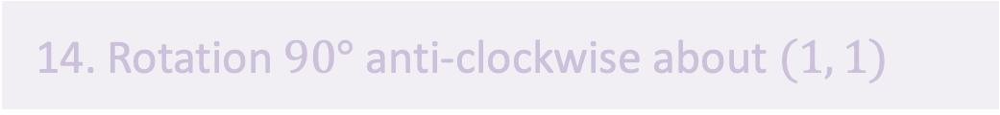 14. Rotation 90° anti-clockwise about (1, 1)